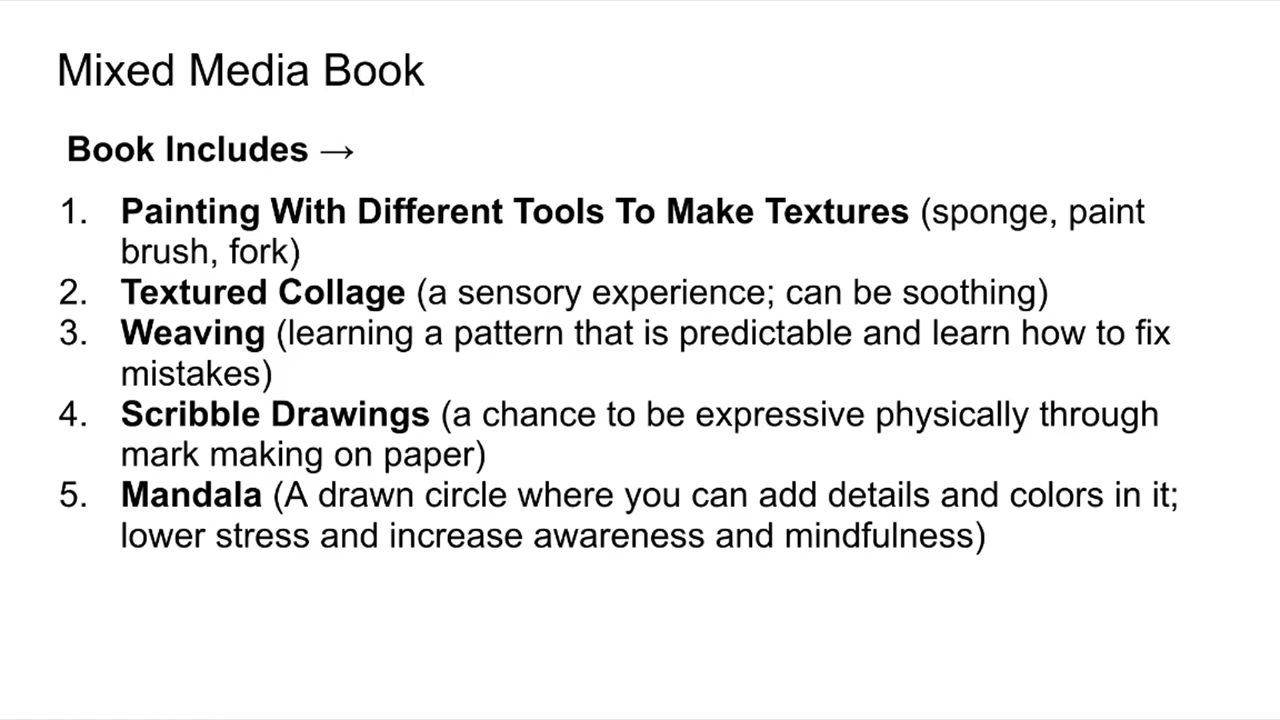 Mixed Media Book
Book Includes →
1. Painting With Different Tools To Make Textures (sponge, paint
brush, fork)
2. Textured Collage (a sensory experience; can be soothing)
3. Weaving (learning a pattern that is predictable and learn how to fix
mistakes)
4. Scribble Drawings (a chance to be expressive physically through
mark making on paper)
5. Mandala (A drawn circle where you can add details and colors in it;
lower stress and increase awareness and mindfulness)